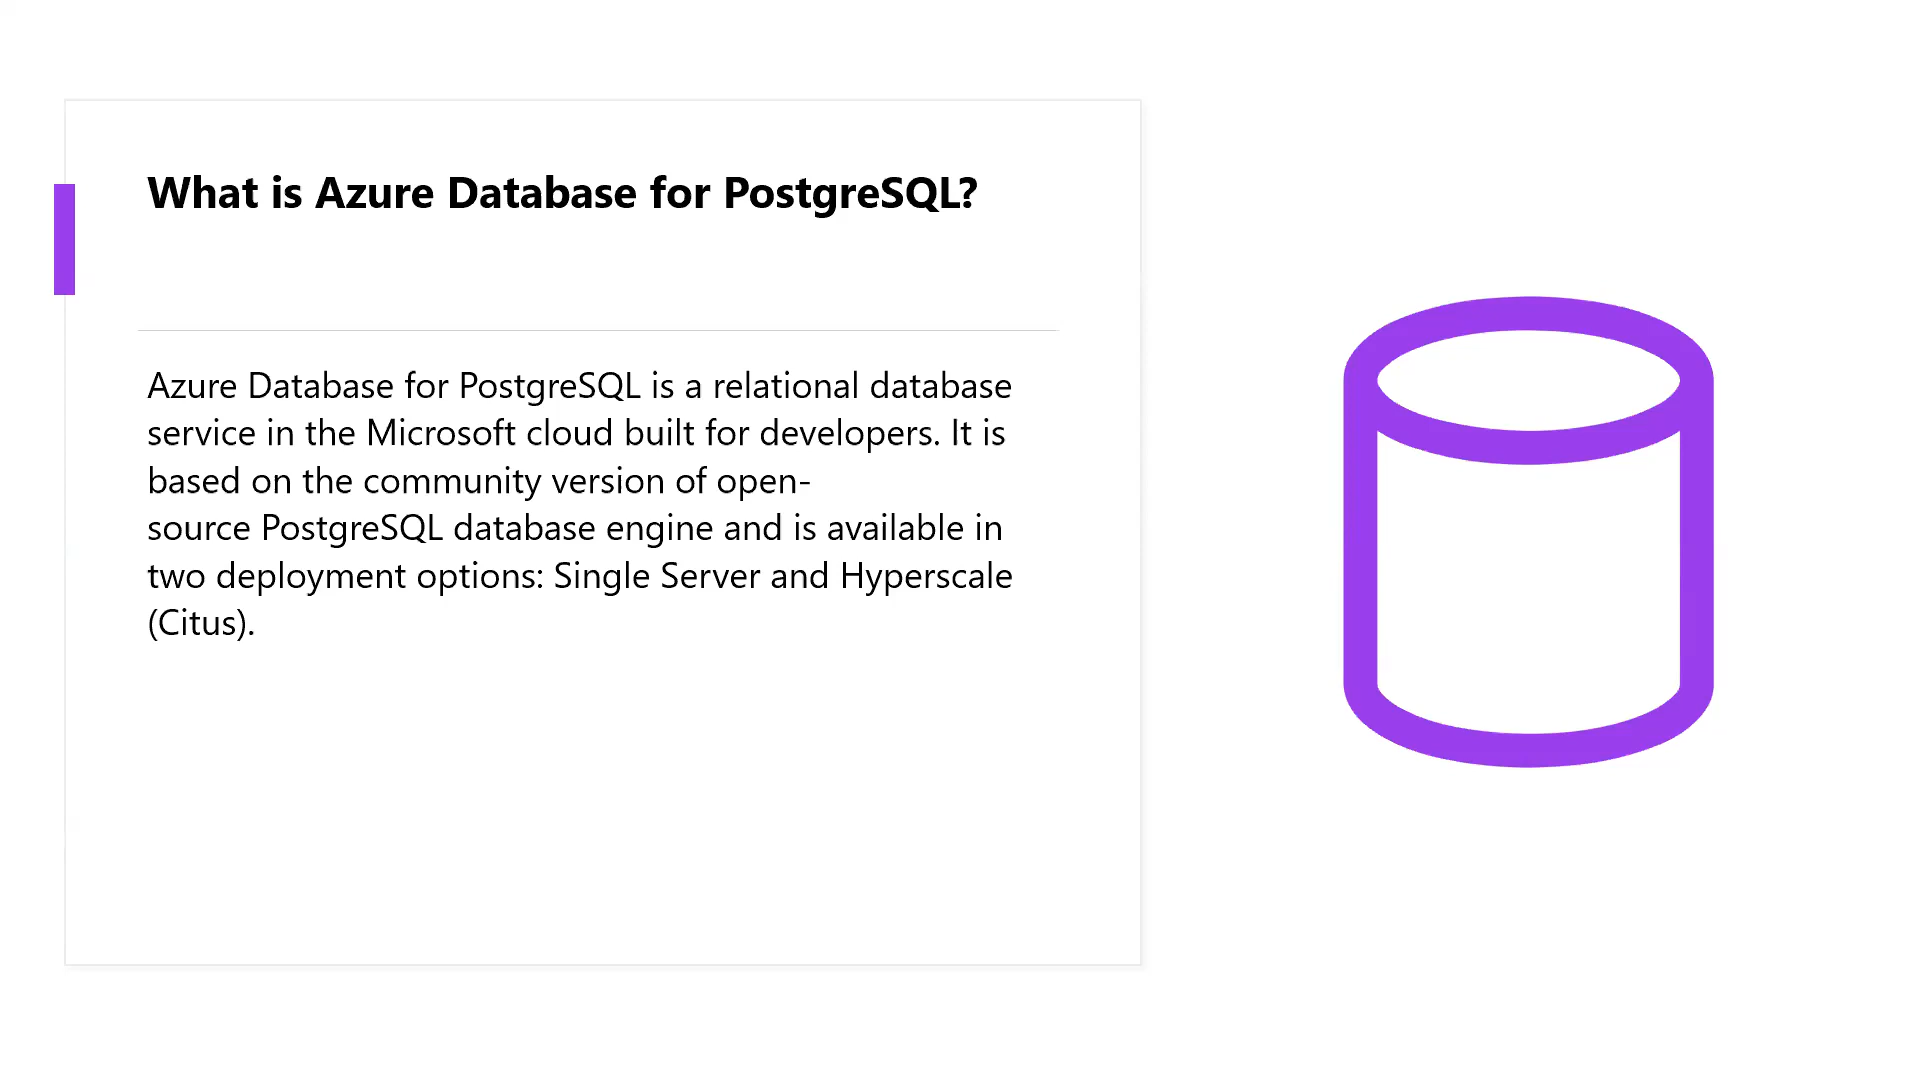 What is Azure Database for PostgreSQL?
Azure Database for PostgreSQL is a relational database
service in the Microsoft cloud built for developers. It is
based on the community version of open-
source PostgreSQL database engine and is available in
two deployment options: Single Server and Hyperscale
(Citus).